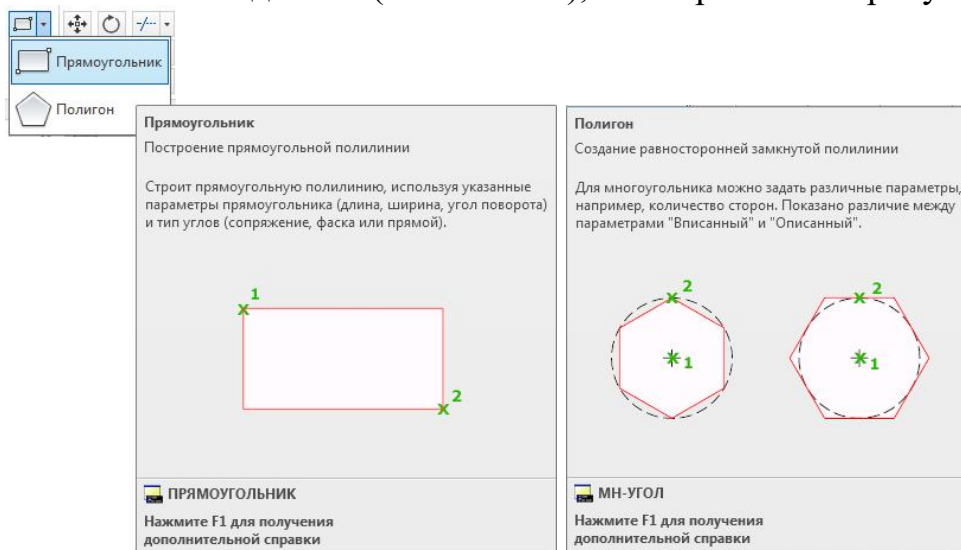 Прямоугольник
Полигон
Прямоугольник
Построение прямоугольной полилинии
Строит прямоугольную полилинию, используя указанные
параметры прямоугольника (длина, ширина, угол поворота)
и тип углов (сопряжение, фаска или прямой).
1
2
ПРЯМОУГОЛЬНИК
Нажмите F1 для получения
дополнительной справки
Полигон
Создание равносторонней замкнутой полилинии
Для многоугольника можно задать различные параметры,
например, количество сторон. Показано различие между
параметрами "Вписанный" и "Описанный".
2
1
2
1
МН-УГОЛ
Нажмите F1 для получения
дополнительной справки